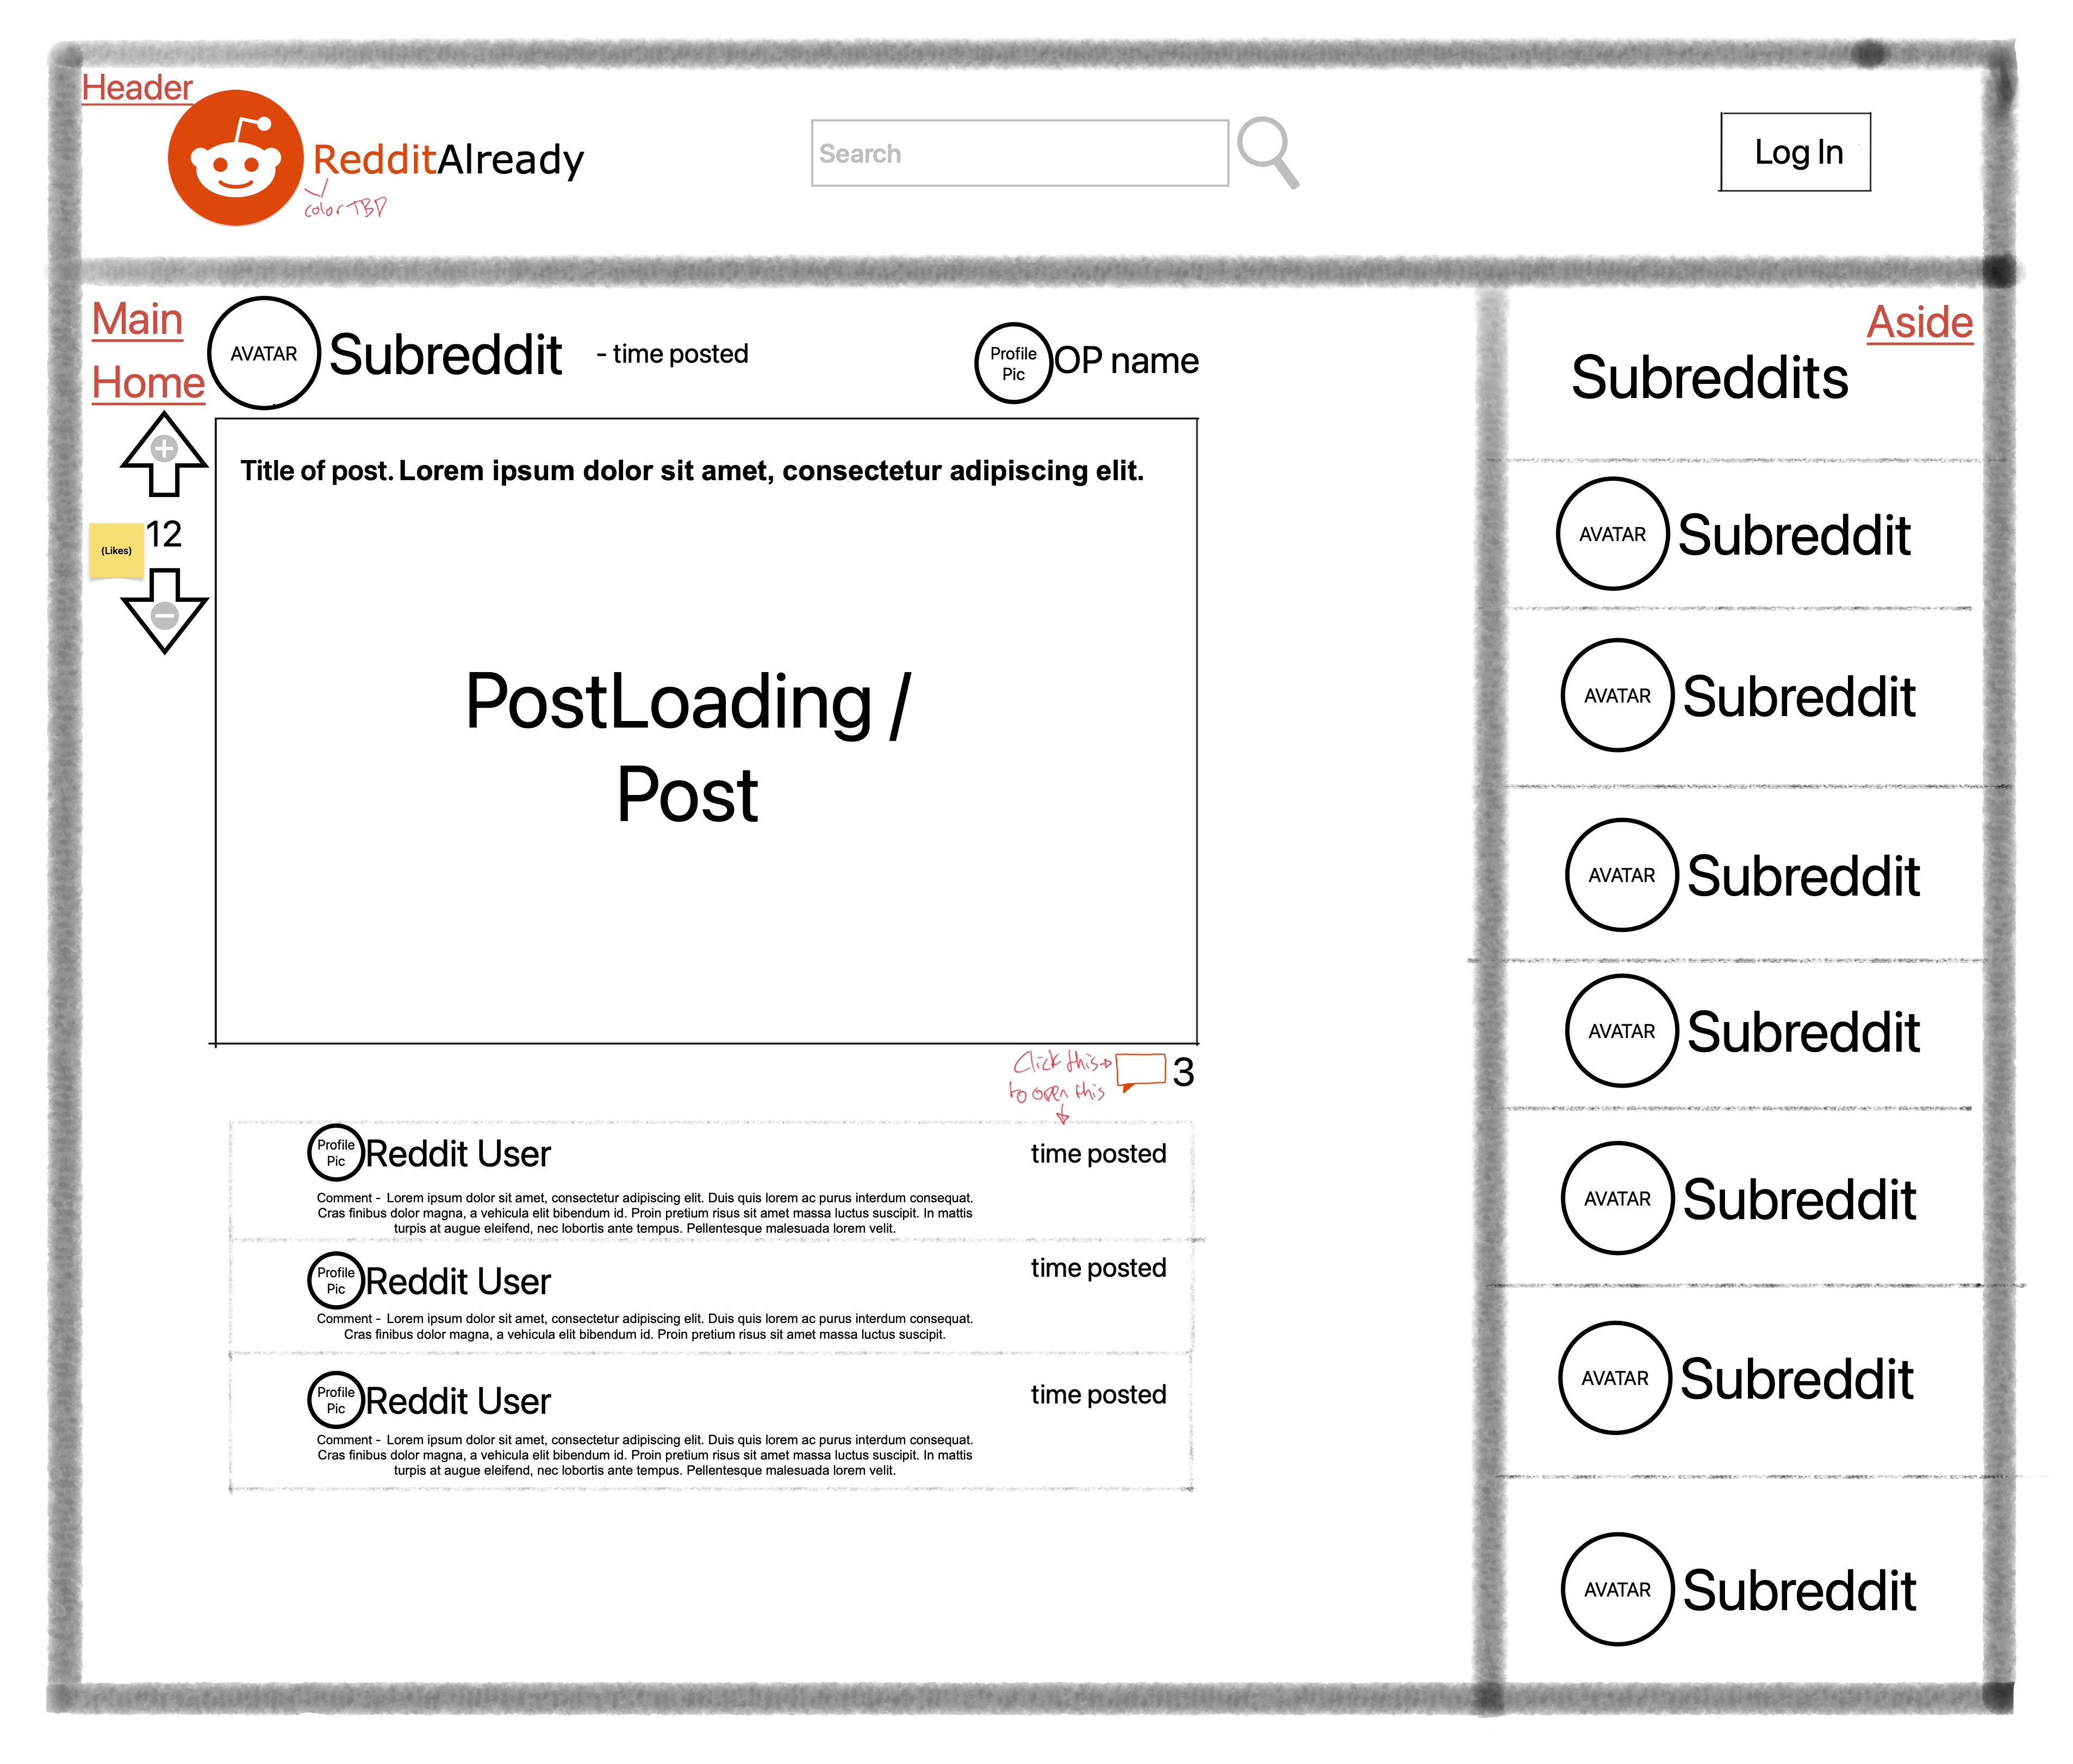 Header
RedditAlready
color TBD
Search
Log In
Main
Home
AVATAR
Subreddit
- time posted
Profile
Pic
OP name
Title of post. Lorem ipsum dolor sit amet, consectetur adipiscing elit.
12
(Likes)
PostLoading /
Post
Click this
to open this
3
Profile
Pic
Reddit User
time posted
Comment - Lorem ipsum dolor sit amet, consectetur adipiscing elit. Duis quis lorem ac purus interdum consequat.
Cras finibus dolor magna, a vehicula elit bibendum id. Proin pretium risus sit amet massa luctus suscipit. In mattis
turpis at augue eleifend, nec lobortis ante tempus. Pellentesque malesuada lorem velit.
Profile
Pic
Reddit User
time posted
Comment - Lorem ipsum dolor sit amet, consectetur adipiscing elit. Duis quis lorem ac purus interdum consequat.
Cras finibus dolor magna, a vehicula elit bibendum id. Proin pretium risus sit amet massa luctus suscipit.
Profile
Pic
Reddit User
time posted
Comment - Lorem ipsum dolor sit amet, consectetur adipiscing elit. Duis quis lorem ac purus interdum consequat.
Cras finibus dolor magna, a vehicula elit bibendum id. Proin pretium risus sit amet massa luctus suscipit. In mattis
turpis at augue eleifend, nec lobortis ante tempus. Pellentesque malesuada lorem velit.
Aside
Subreddits
AVATAR
Subreddit
AVATAR
Subreddit
AVATAR
Subreddit
AVATAR
Subreddit
AVATAR
Subreddit
AVATAR
Subreddit
AVATAR
Subreddit